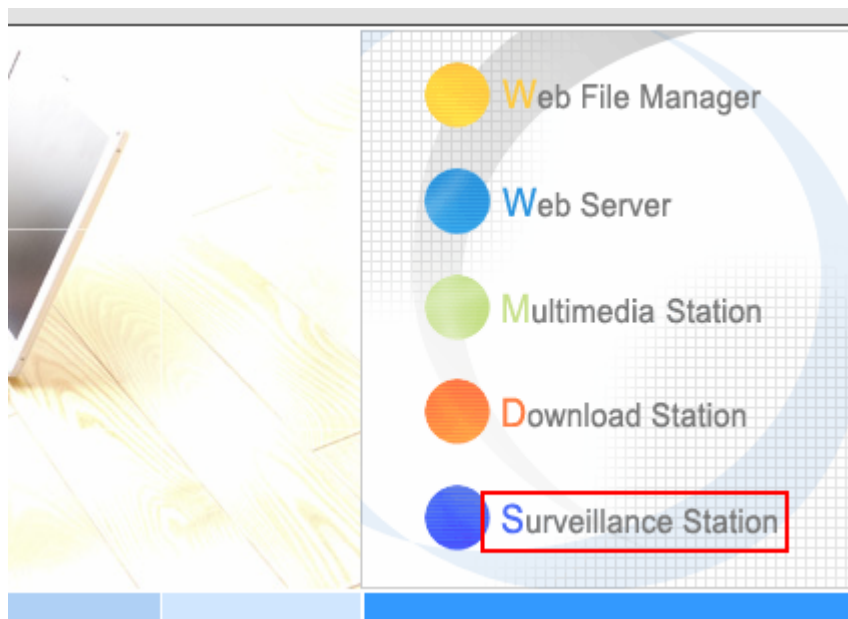 Web File Manager
Web Server
Multimedia Station
Download Station
Surveillance Station